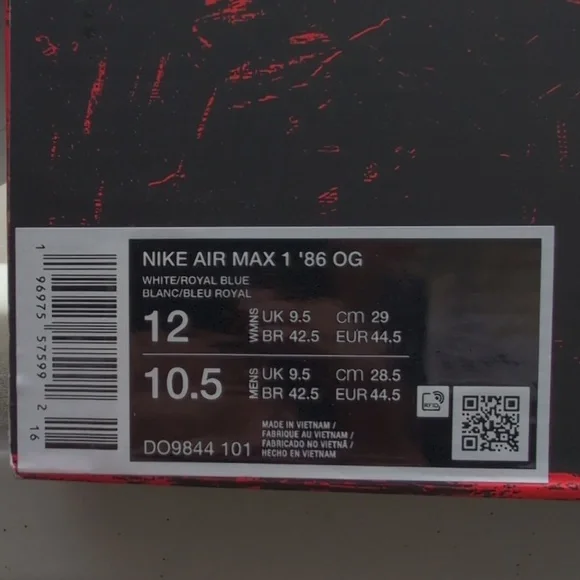 NIKE AIR MAX 1 '86 OG
WHITE/ROYAL BLUE
BLANC/BLEU ROYAL
12 WMNS UK 9.5 cm 29
BR 42.5 EUR 44.5
10.5 MENS UK 9.5 cm 28.5
BR 42.5 EUR 44.5
DO9844 101
MADE IN VIETNAM /
FABRIQUE AU VIETNAM /
FABRICADO NO VIETNÃ /
HECHO EN VIETNAM
RFID
1 96975 57599 2 16